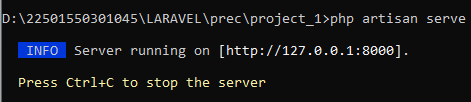 D:\22501550301045\LARAVEL\prec\project_1>php artisan serve
INFO Server running on [http://127.0.0.1:8000].
Press Ctrl+C to stop the server